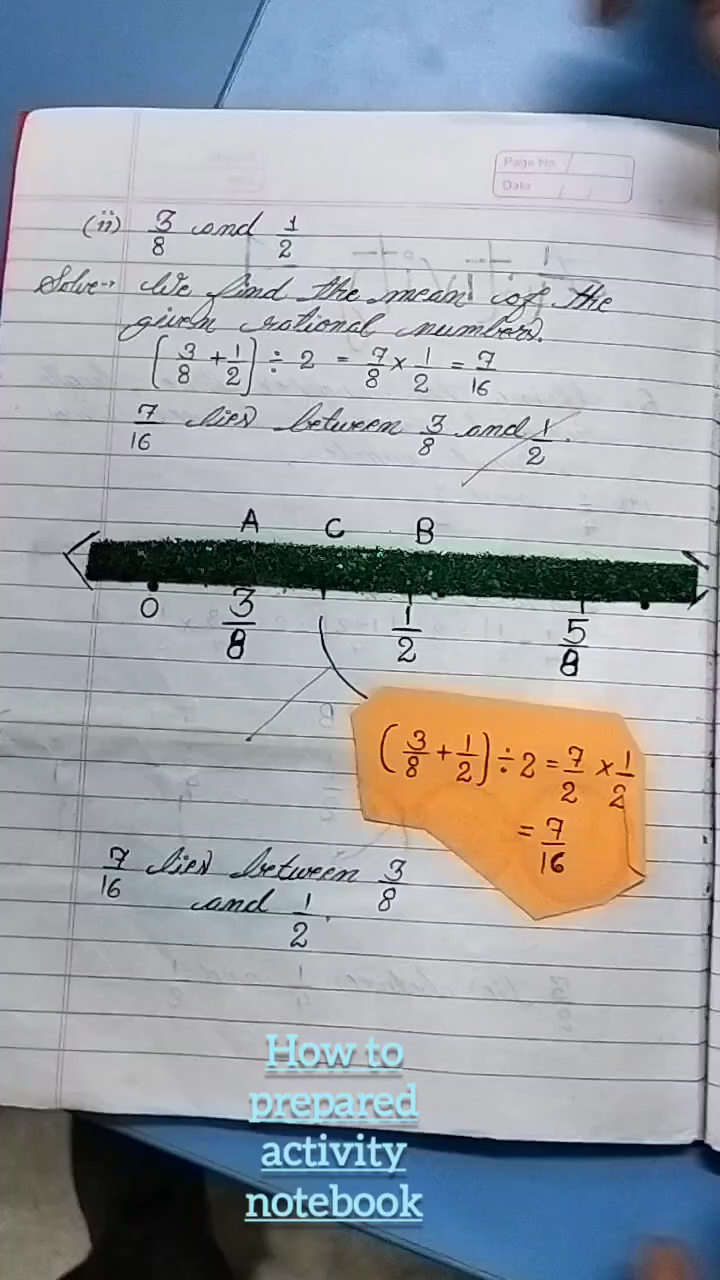 Page No.
Date
(ii) 3/8 and 1/2
Solve→ We find the mean of the
given rational numbers.
[3/8 + 1/2] ÷ 2 = 7/8 × 1/2 = 7/16
7/16 lies between 3/8 and 1/2.
A C B
0 3/8 1/2 5/8
(3/8 + 1/2) ÷ 2 = 7/2 × 1/2
= 7/16
7/16 lies between 3/8
and 1/2.
How to
prepared
activity
notebook